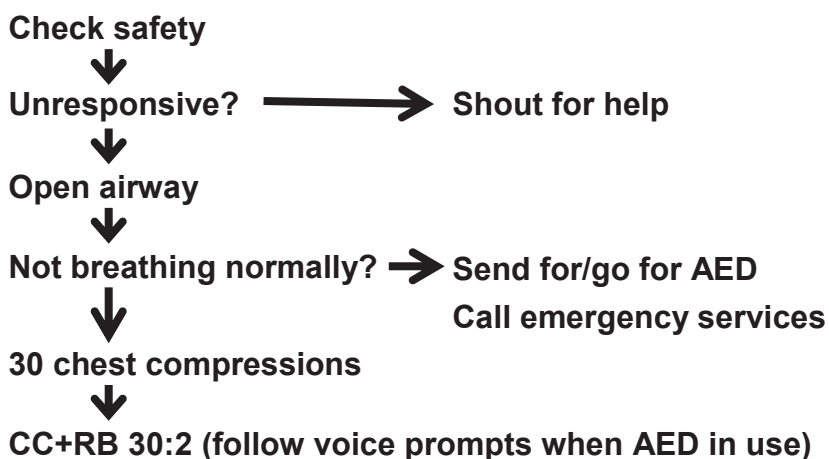 Check safety
Unresponsive?
Shout for help
Open airway
Not breathing normally?
Send for/go for AED
Call emergency services
30 chest compressions
CC+RB 30:2 (follow voice prompts when AED in use)